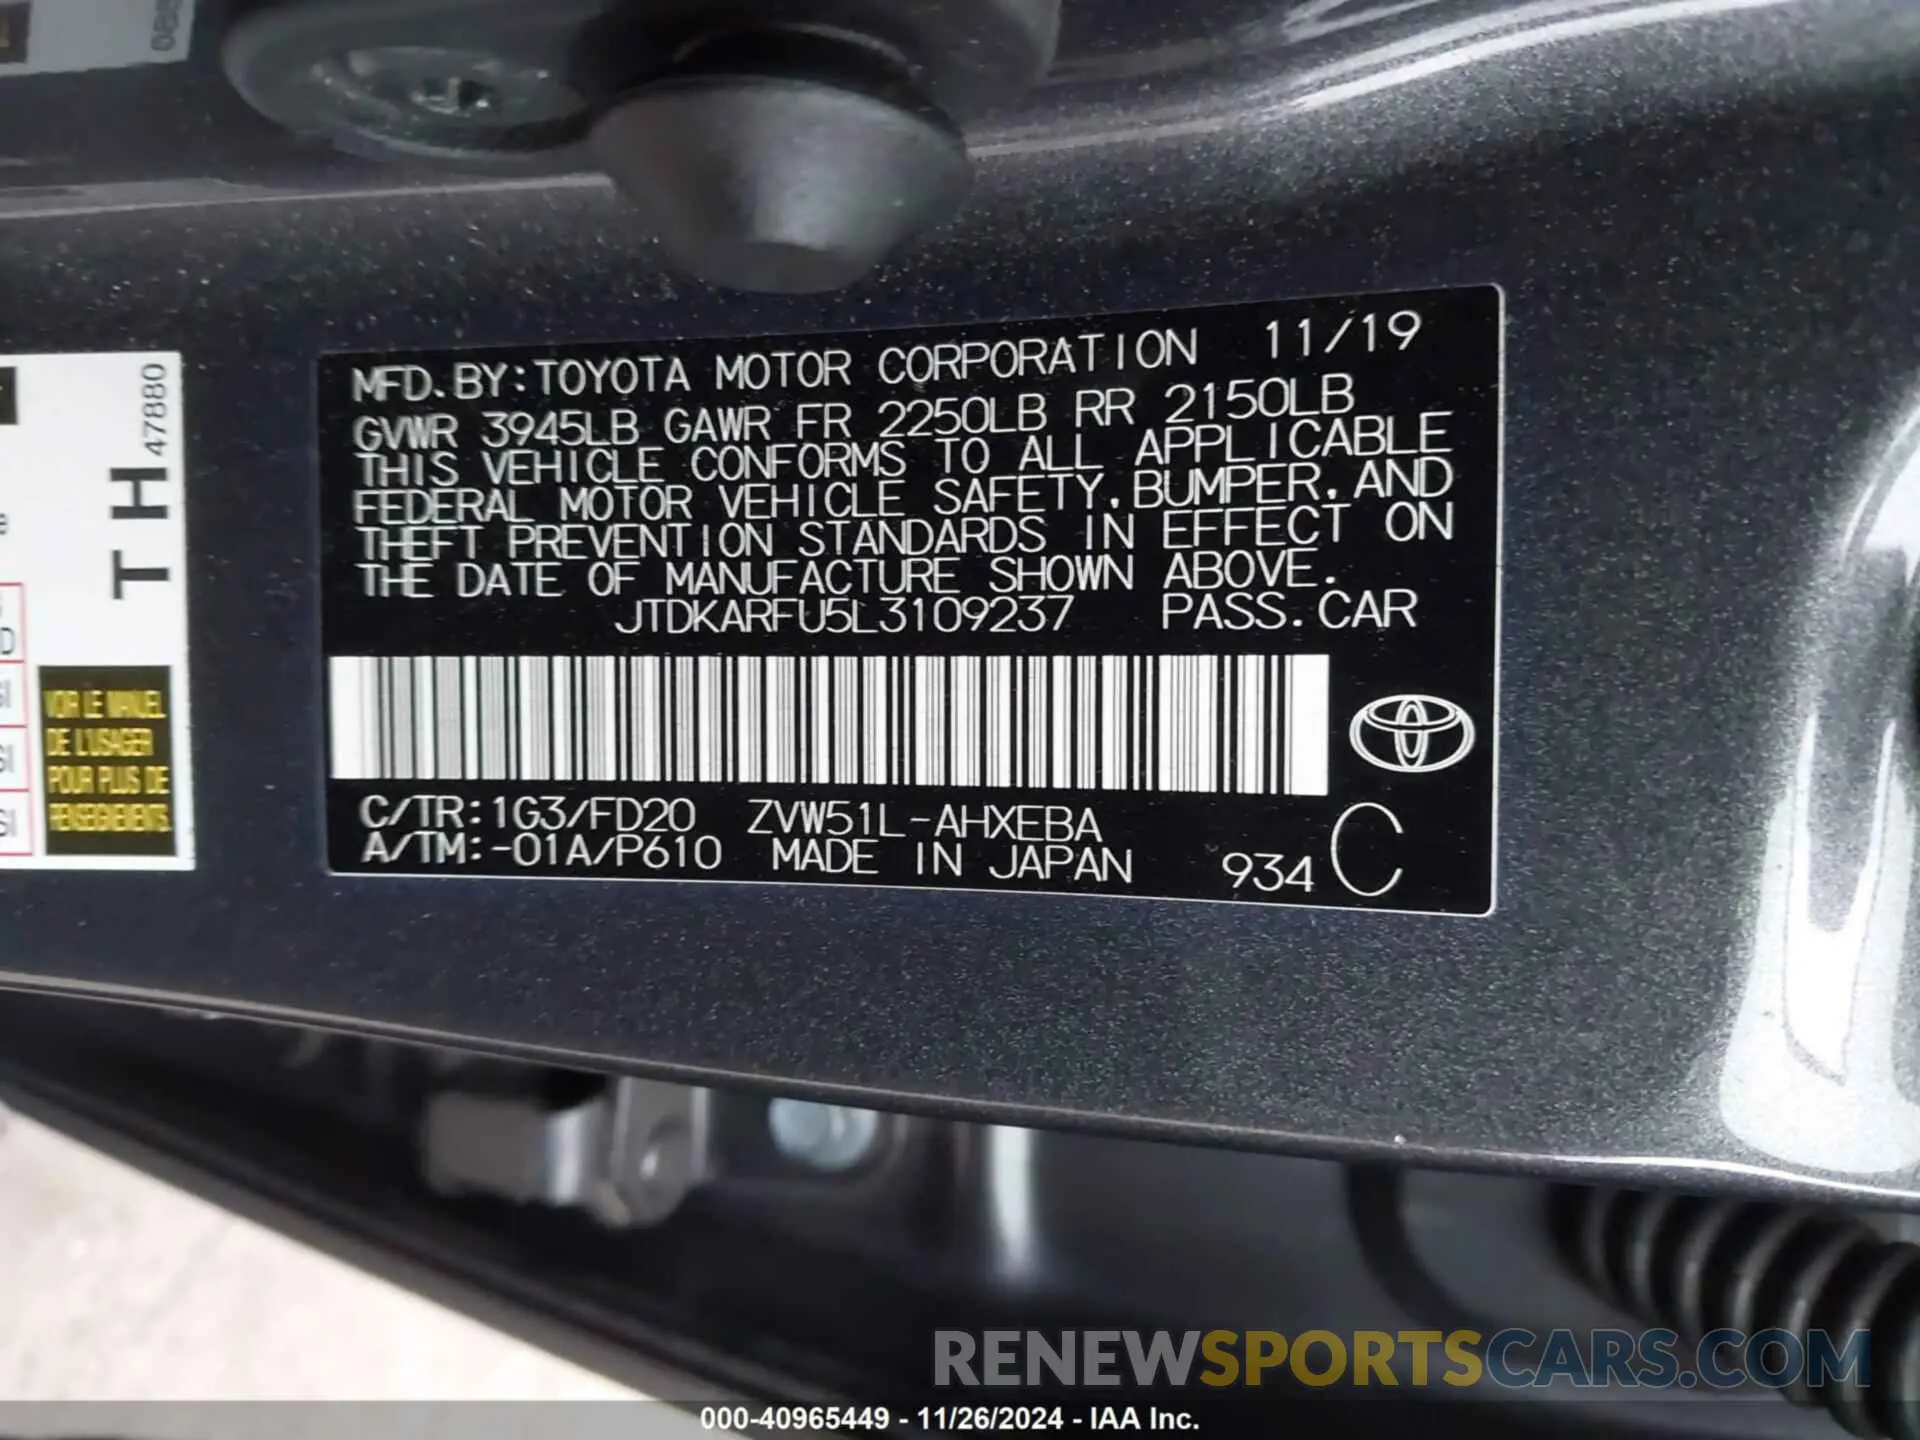 MFD.BY:TOYOTA MOTOR CORPORATION 11/19
GVWR 3945LB GAWR FR 2250LB RR 2150LB
THIS VEHICLE CONFORMS TO ALL APPLICABLE
FEDERAL MOTOR VEHICLE SAFETY,BUMPER,AND
THEFT PREVENTION STANDARDS IN EFFECT ON
THE DATE OF MANUFACTURE SHOWN ABOVE.
JTDKARFU5L3109237 PASS.CAR
C/TR:1G3/FD20 ZVW51L-AHXEBA
A/TM:-01A/P610 MADE IN JAPAN 934 C
TH 47880
VOIR LE MANUEL
DE L'USAGER
POUR PLUS DE
RENSEIGNEMENTS
RENEWSPORTSCARS.COM
000-40965449 - 11/26/2024 - IAA Inc.